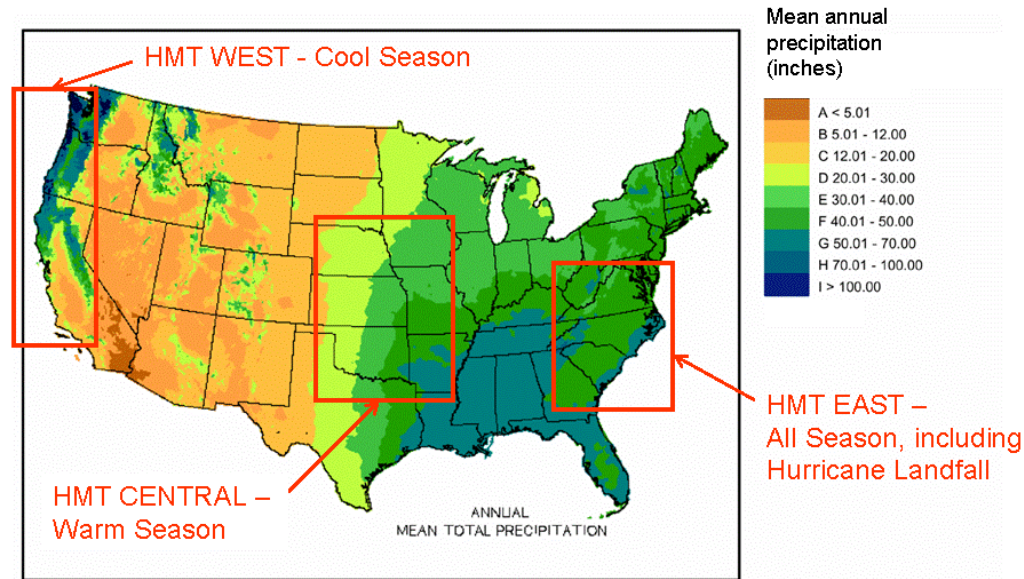 Mean annual
precipitation
(inches)
HMT WEST - Cool Season
A < 5.01
B 5.01 - 12.00
C 12.01 - 20.00
D 20.01 - 30.00
E 30.01 - 40.00
F 40.01 - 50.00
G 50.01 - 70.00
H 70.01 - 100.00
I > 100.00
HMT EAST –
All Season, including
Hurricane Landfall
HMT CENTRAL –
Warm Season
ANNUAL
MEAN TOTAL PRECIPITATION